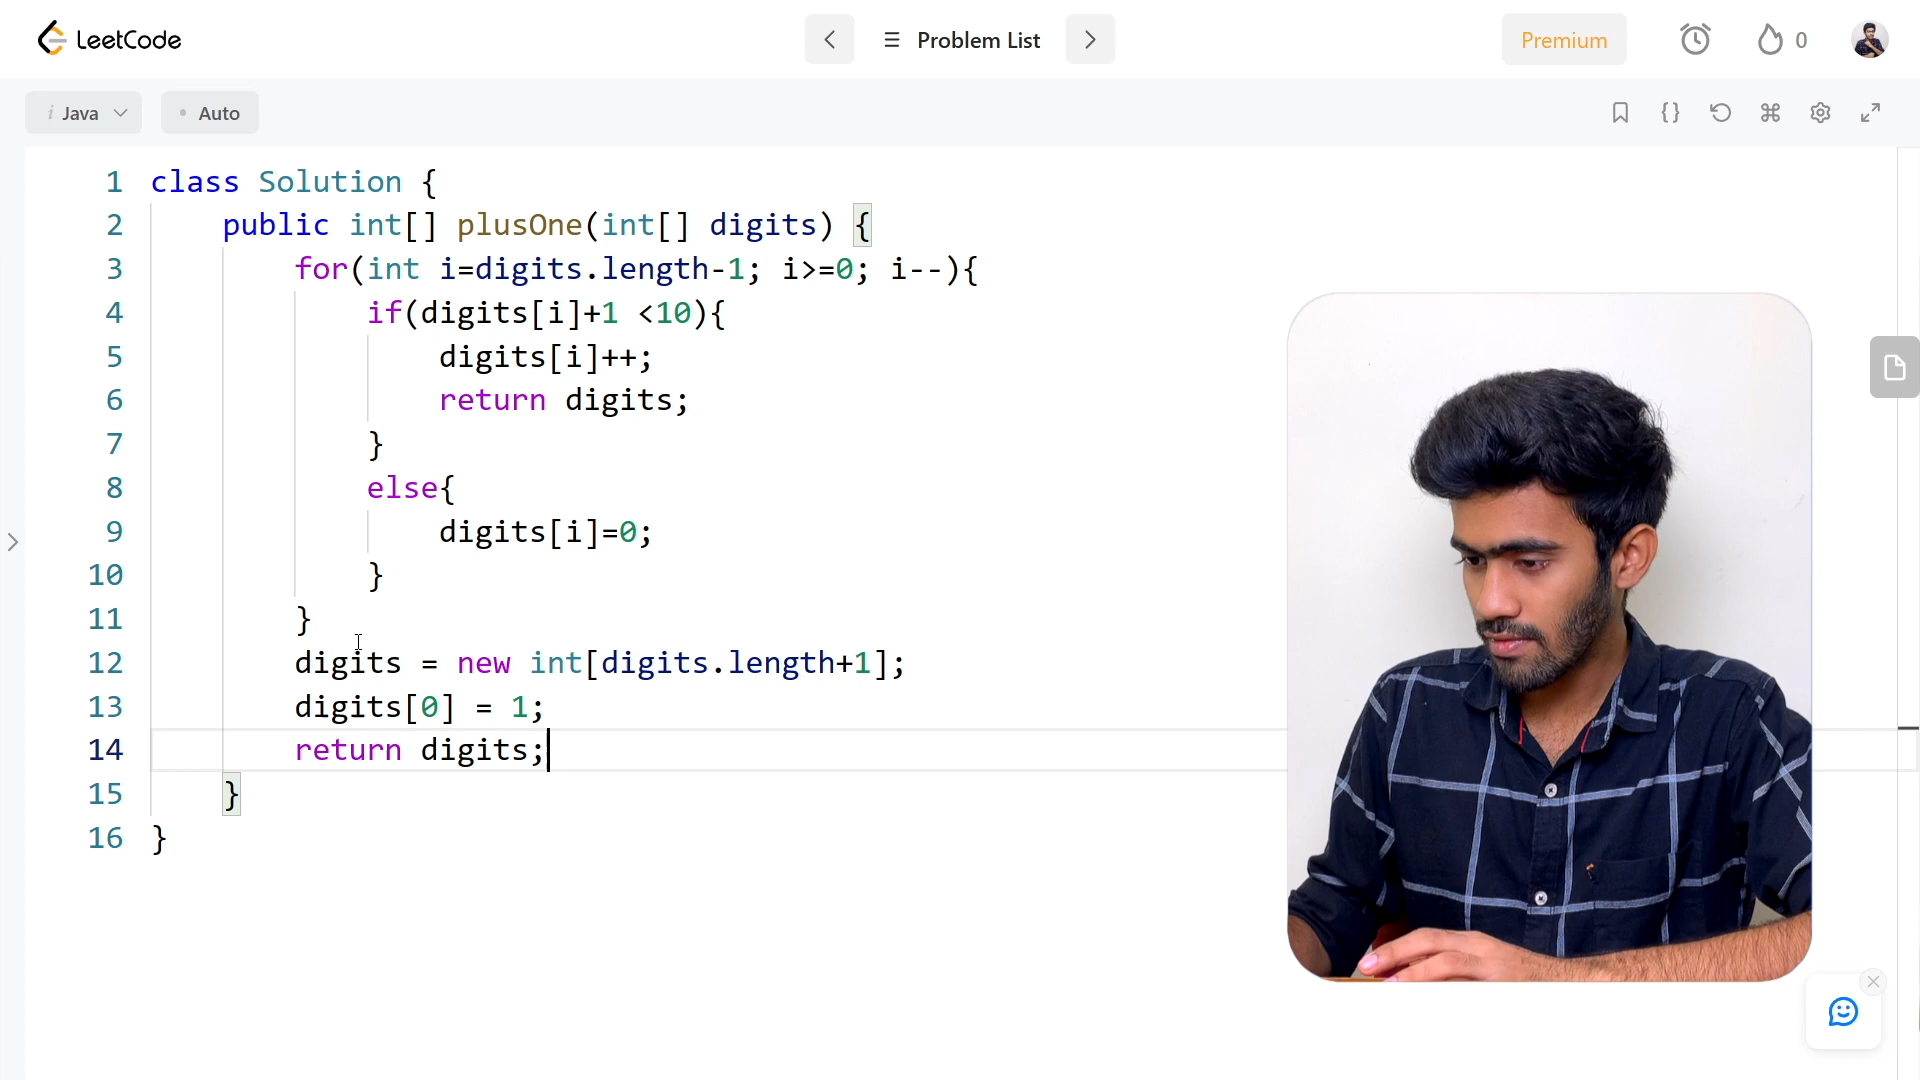 LeetCode
Problem List
Premium
0
Java
Auto
1 class Solution {
2 public int[] plusOne(int[] digits) {
3 for(int i=digits.length-1; i>=0; i--){
4 if(digits[i]+1 <10){
5 digits[i]++;
6 return digits;
7 }
8 else{
9 digits[i]=0;
10 }
11 }
12 digits = new int[digits.length+1];
13 digits[0] = 1;
14 return digits;
15 }
16 }